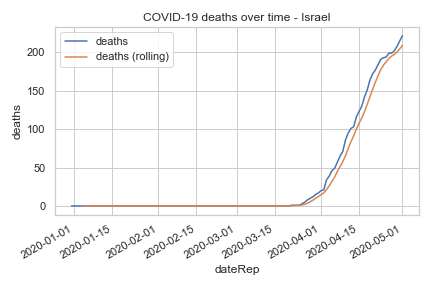 COVID-19 deaths over time - Israel
deaths
deaths (rolling)
deaths
200
150
100
50
0
2020-01-01
2020-01-15
2020-02-01
2020-02-15
2020-03-01
2020-03-15
2020-04-01
2020-04-15
2020-05-01
dateRep